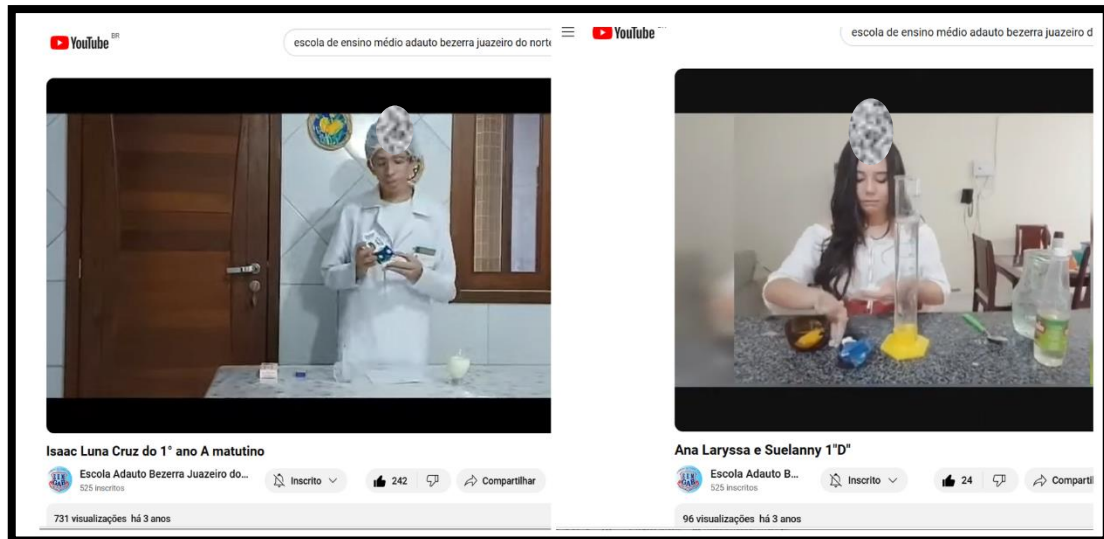 YouTube BR
escola de ensino médio adauto bezerra juazeiro do norte
Isaac Luna Cruz do 1° ano A matutino
Escola Adauto Bezerra Juazeiro do...
525 inscritos
Inscrito
242
Compartilhar
731 visualizações há 3 anos
YouTube
escola de ensino médio adauto bezerra juazeiro d
Ana Laryssa e Suelanny 1"D"
Escola Adauto B...
525 inscritos
Inscrito
24
Comparti
96 visualizações há 3 anos